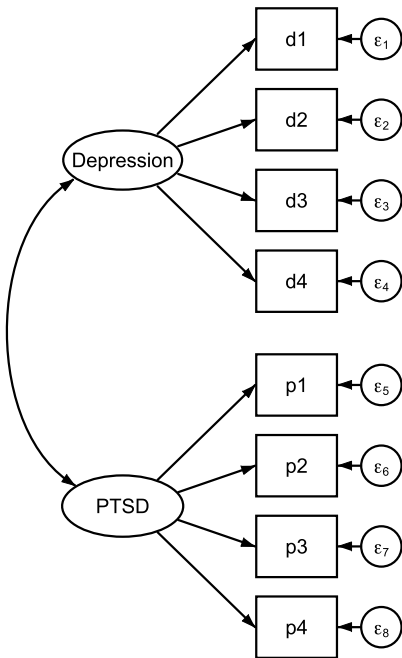 d1 ε1
d2 ε2
Depression
d3 ε3
d4 ε4
p1 ε5
p2 ε6
PTSD
p3 ε7
p4 ε8